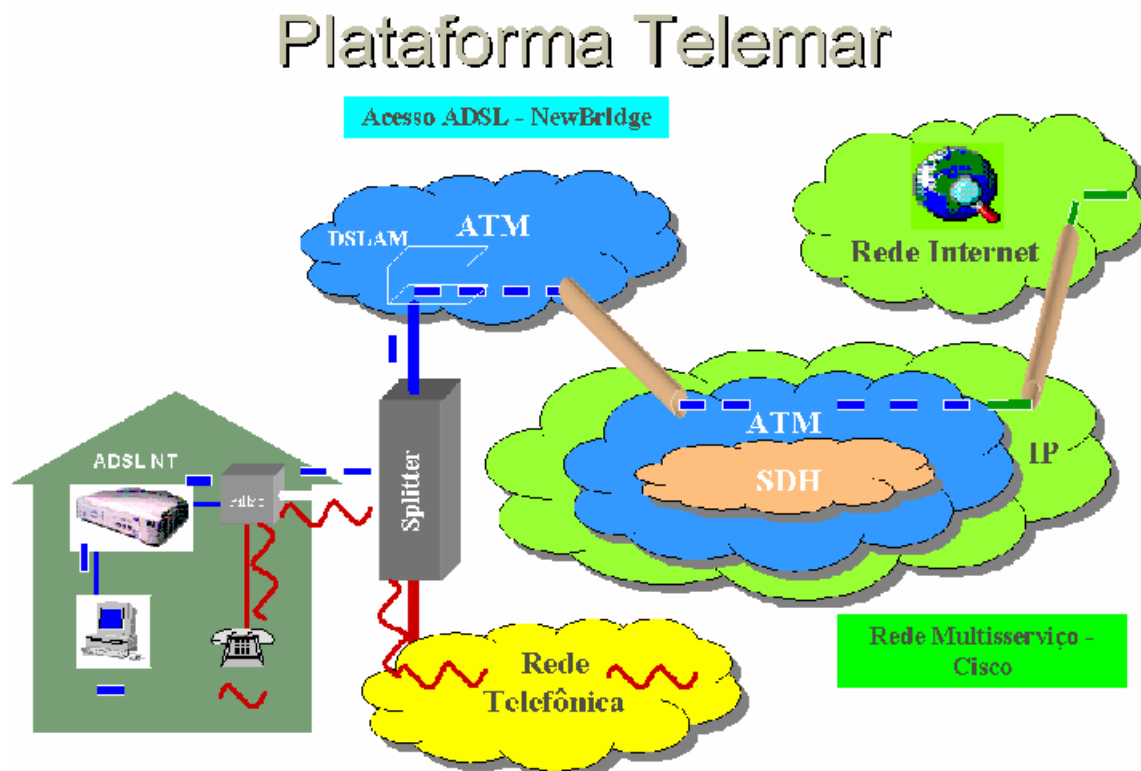 Plataforma Telemar
Acesso ADSL - NewBridge
ATM
DSLAM
Rede Internet
ATM
SDH
IP
ADSL NT
Splitter
Rede
Telefônica
Rede Multisserviço -
Cisco